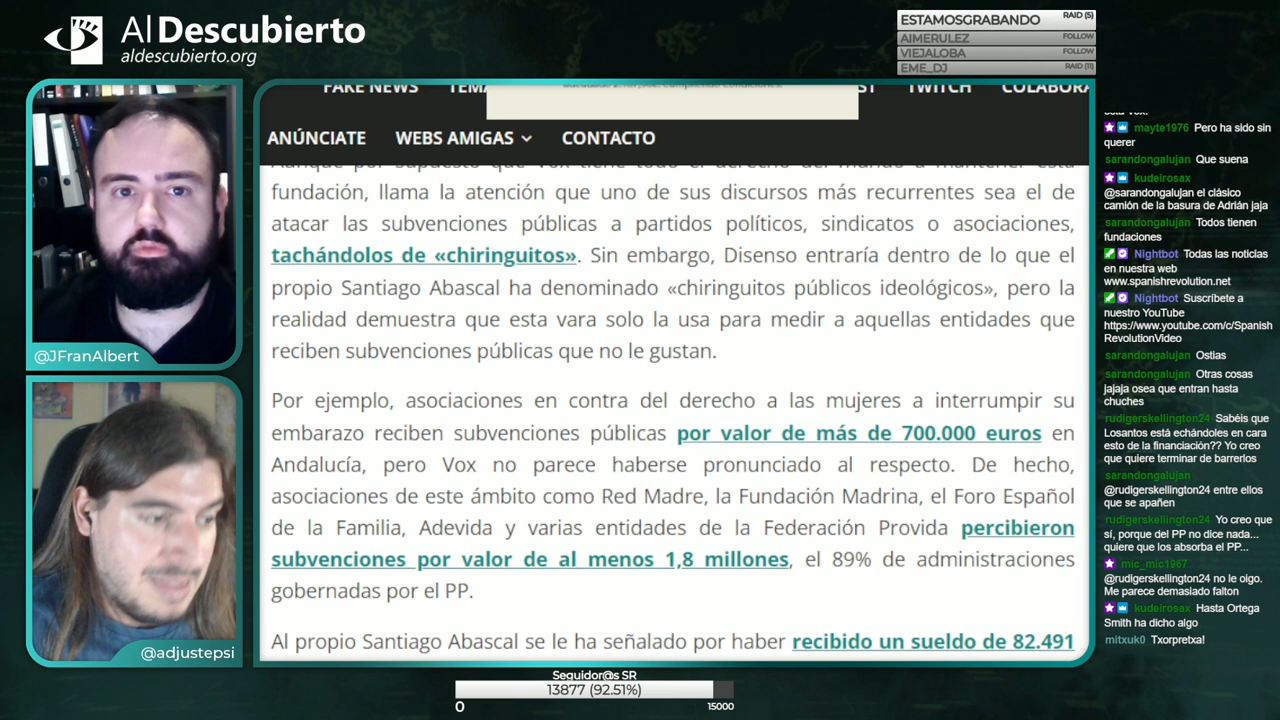 Al Descubierto
aldescubierto.org
ESTAMOSGRABANDO RAID (5)
AIMERULEZ FOLLOW
VIEJALOBA FOLLOW
EME_DJ RAID (11)
@JFranAlbert
@adjustepsi
FAKE NEWS TWITCH
ANÚNCIATE WEBS AMIGAS CONTACTO
Aunque por supuesto que Vox tiene todo el derecho del mundo a mantener esta
fundación, llama la atención que uno de sus discursos más recurrentes sea el de
atacar las subvenciones públicas a partidos políticos, sindicatos o asociaciones,
tachándolos de «chiringuitos». Sin embargo, Disenso entraría dentro de lo que el
propio Santiago Abascal ha denominado «chiringuitos públicos ideológicos», pero la
realidad demuestra que esta vara solo la usa para medir a aquellas entidades que
reciben subvenciones públicas que no le gustan.
Por ejemplo, asociaciones en contra del derecho a las mujeres a interrumpir su
embarazo reciben subvenciones públicas por valor de más de 700.000 euros en
Andalucía, pero Vox no parece haberse pronunciado al respecto. De hecho,
asociaciones de este ámbito como Red Madre, la Fundación Madrina, el Foro Español
de la Familia, Adevida y varias entidades de la Federación Provida percibieron
subvenciones por valor de al menos 1,8 millones, el 89% de administraciones
gobernadas por el PP.
Al propio Santiago Abascal se le ha señalado por haber recibido un sueldo de 82.491
mayte1976 Pero ha sido sin
querer
sarandongalujan Que suena
kudeirosax
@sarandongalujan el clásico
camión de la basura de Adrián jaja
sarandongalujan Todos tienen
fundaciones
Nightbot Todas las noticias
en nuestra web
www.spanishrevolution.net
Nightbot Suscríbete a
nuestro YouTube
https://www.youtube.com/c/Spanish
RevolutionVideo
sarandongalujan Ostias
sarandongalujan Otras cosas
jajaja osea que entran hasta
chuches
rudigerskellington24 Sabéis que
Losantos está echándoles en cara
esto de la financiación?? Yo creo
que quiere terminar de barrerlos
sarandongalujan
@rudigerskellington24 entre ellos
que se apañen
rudigerskellington24 Yo creo que
sí, porque del PP no dice nada...
quiere que los absorba el PP...
mic_mic1967
@rudigerskellington24 no le oigo.
Me parece demasiado falton
kudeirosax Hasta Ortega
Smith ha dicho algo
mitxuk0 Txorpretxa!
Seguidor@s SR
13877 (92.51%)
0 15000